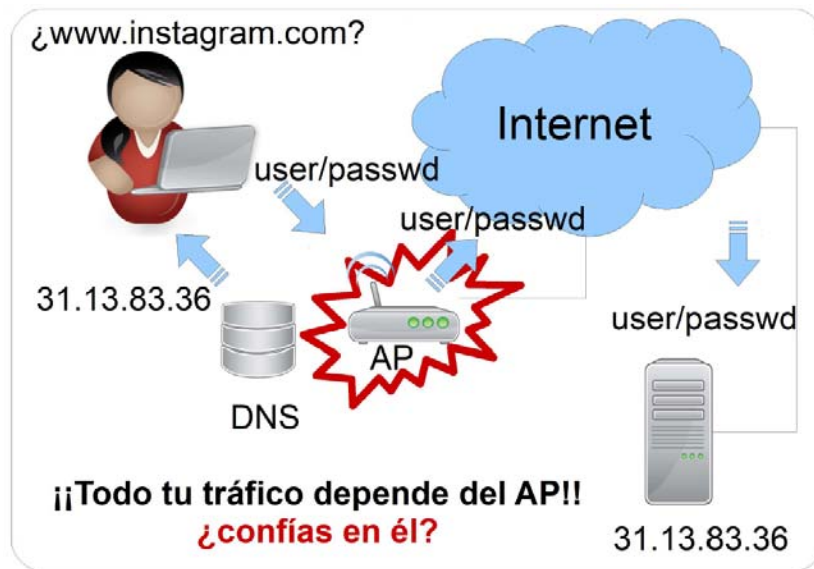 ¿www.instagram.com?
Internet
user/passwd
user/passwd
31.13.83.36
user/passwd
AP
DNS
¡¡Todo tu tráfico depende del AP!!
¿confías en él?
31.13.83.36